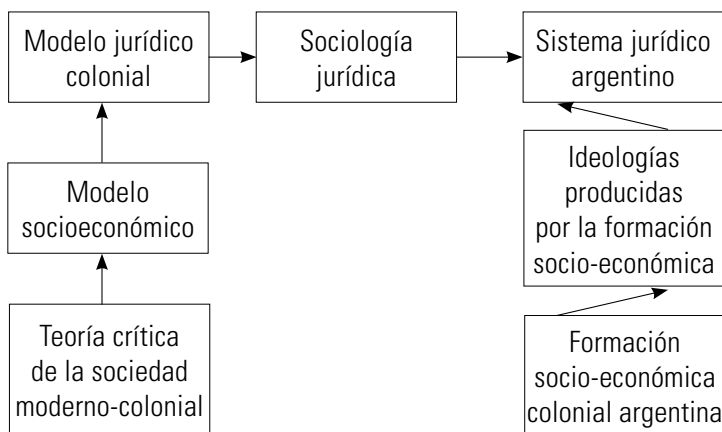 Modelo jurídico
colonial
Sociología
jurídica
Sistema jurídico
argentino
Modelo
socioeconómico
Ideologías
producidas
por la formación
socio-económica
Teoría crítica
de la sociedad
moderno-colonial
Formación
socio-económica
colonial argentina